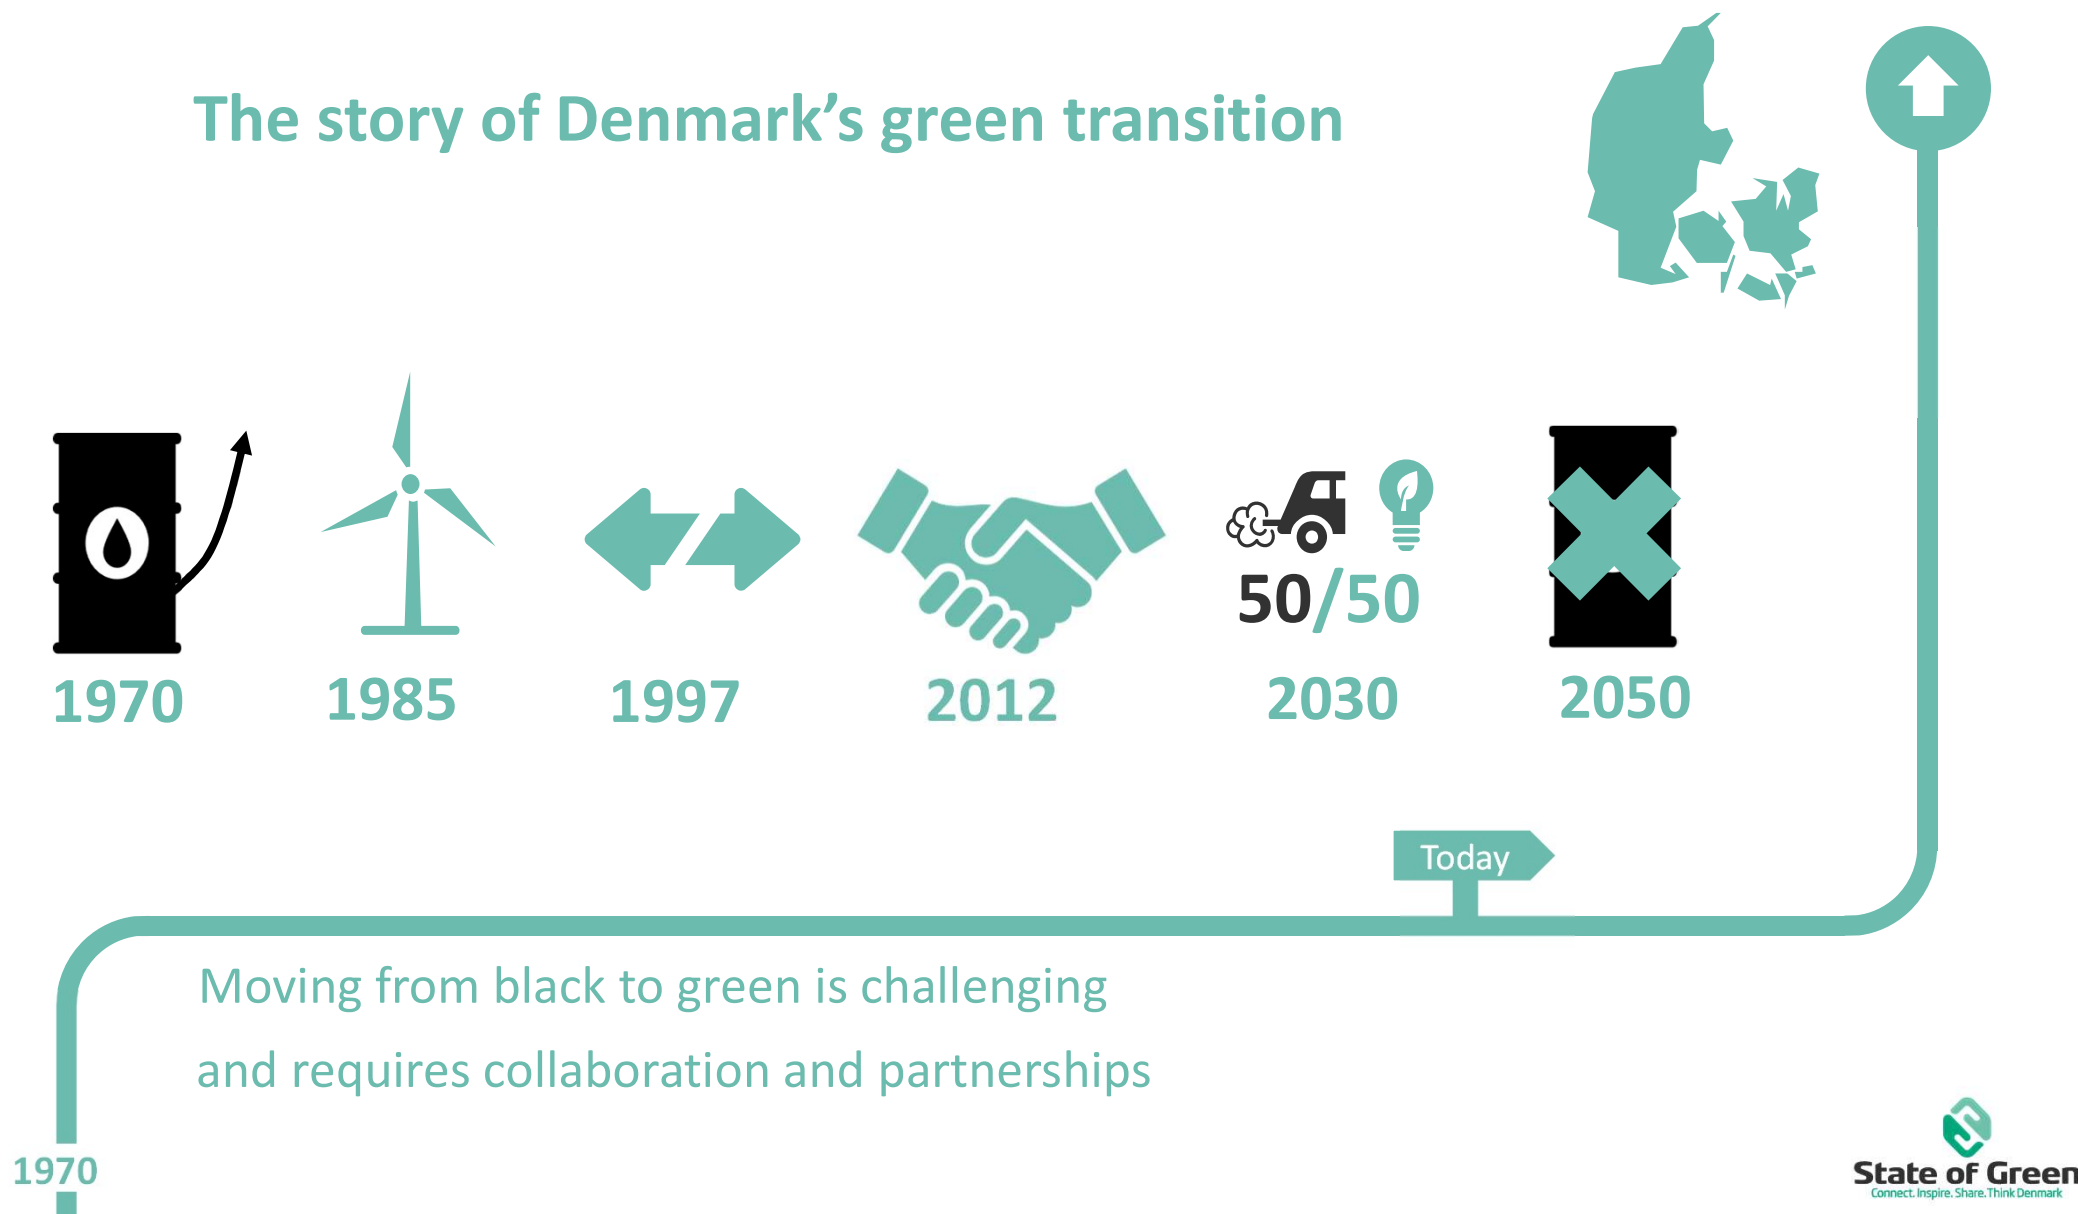 The story of Denmark’s green transition
50/50
1970
1985
1997
2012
2030
2050
Today
Moving from black to green is challenging
and requires collaboration and partnerships
1970
State of Green
Connect. Inspire. Share. Think Denmark